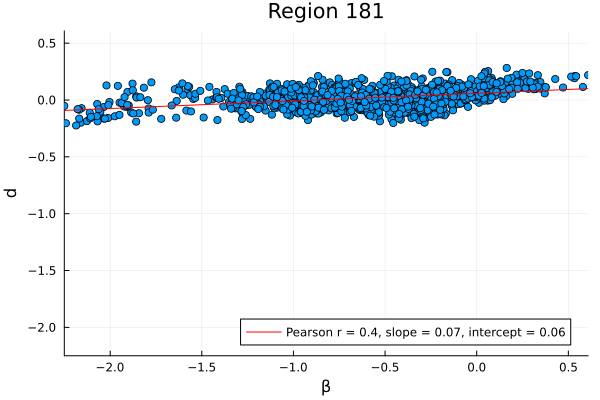 Region 181
0.5
0.0
−0.5
−1.0
−1.5
−2.0
d
Pearson r = 0.4, slope = 0.07, intercept = 0.06
−2.0 −1.5 −1.0 −0.5 0.0 0.5
β